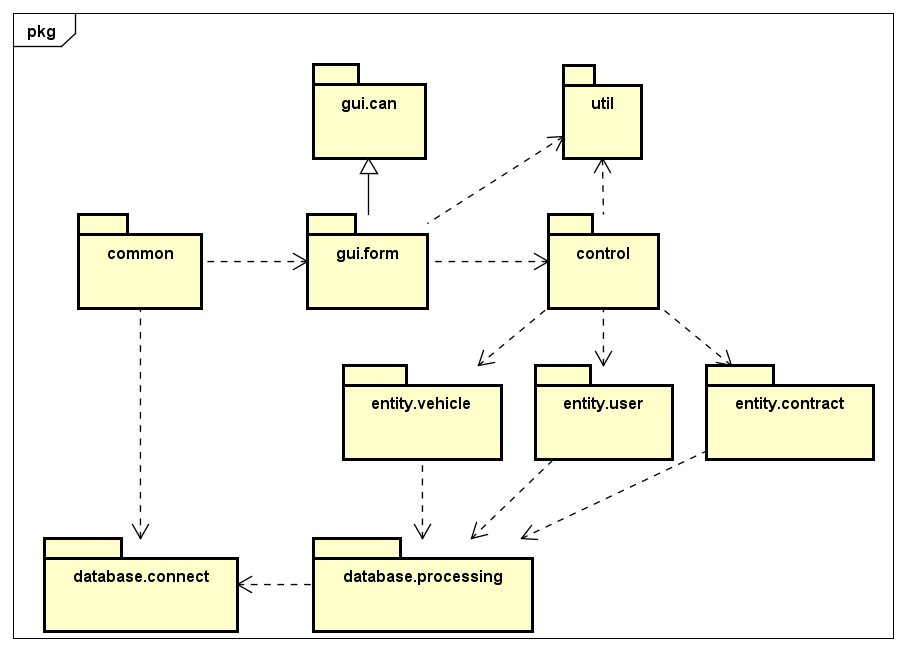 pkg
gui.can
util
common
gui.form
control
entity.vehicle
entity.user
entity.contract
database.connect
database.processing